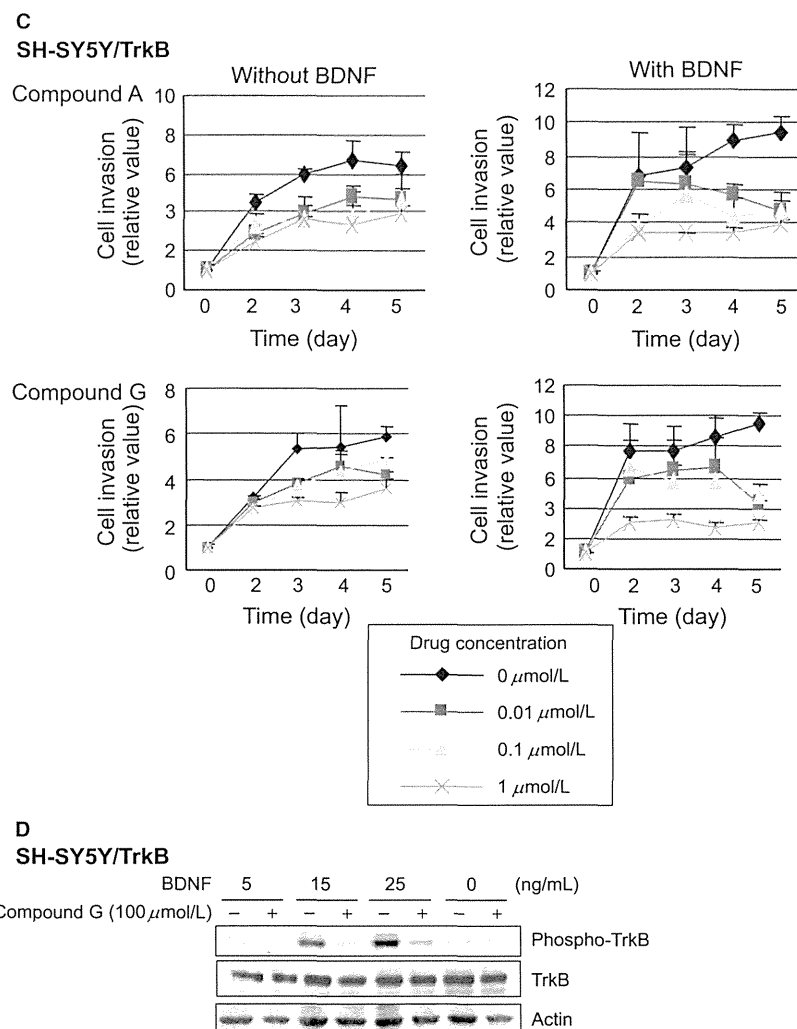 C
SH-SY5Y/TrkB
Without BDNF
With BDNF
Compound A
10
8
6
3
2
0
Cell invasion
(relative value)
0 2 3 4 5
Time (day)
12
10
8
6
4
2
0
Cell invasion
(relative value)
0 2 3 4 5
Time (day)
Compound G
8
6
4
2
0
Cell invasion
(relative value)
0 2 3 4 5
Time (day)
12
10
8
6
3
2
0
Cell invasion
(relative value)
0 2 3 4 5
Time (day)
Drug concentration
0 μmol/L
0.01 μmol/L
0.1 μmol/L
1 μmol/L
D
SH-SY5Y/TrkB
BDNF 5 15 25 0 (ng/mL)
Compound G (100 μmol/L) − + − + − + − +
Phospho-TrkB
TrkB
Actin